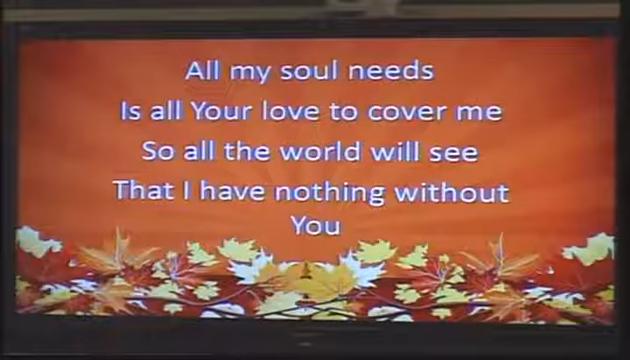 All my soul needs
Is all Your love to cover me
So all the world will see
That I have nothing without
You